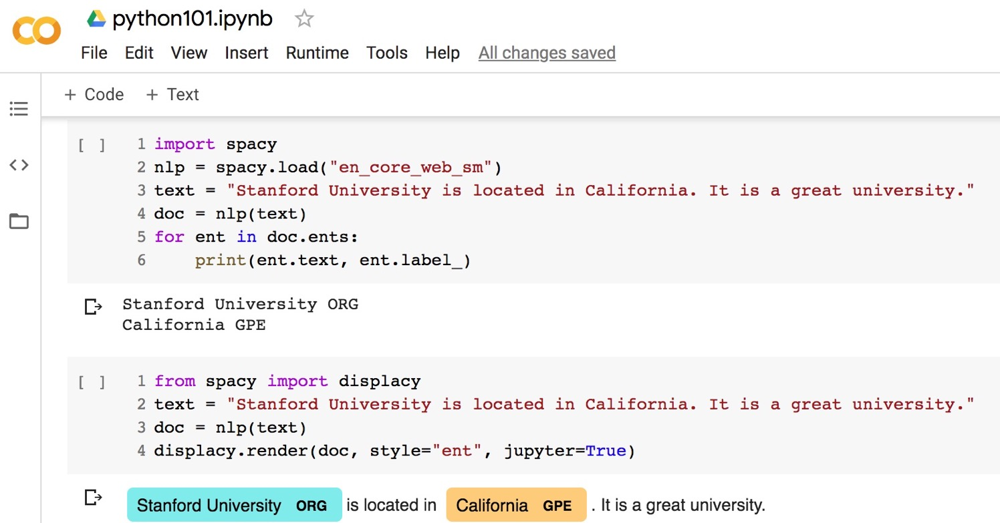 python101.ipynb
File Edit View Insert Runtime Tools Help All changes saved
+ Code + Text
[ ] 1 import spacy
2 nlp = spacy.load("en_core_web_sm")
3 text = "Stanford University is located in California. It is a great university."
4 doc = nlp(text)
5 for ent in doc.ents:
6     print(ent.text, ent.label_)
Stanford University ORG
California GPE
[ ] 1 from spacy import displacy
2 text = "Stanford University is located in California. It is a great university."
3 doc = nlp(text)
4 displacy.render(doc, style="ent", jupyter=True)
Stanford University ORG is located in California GPE . It is a great university.